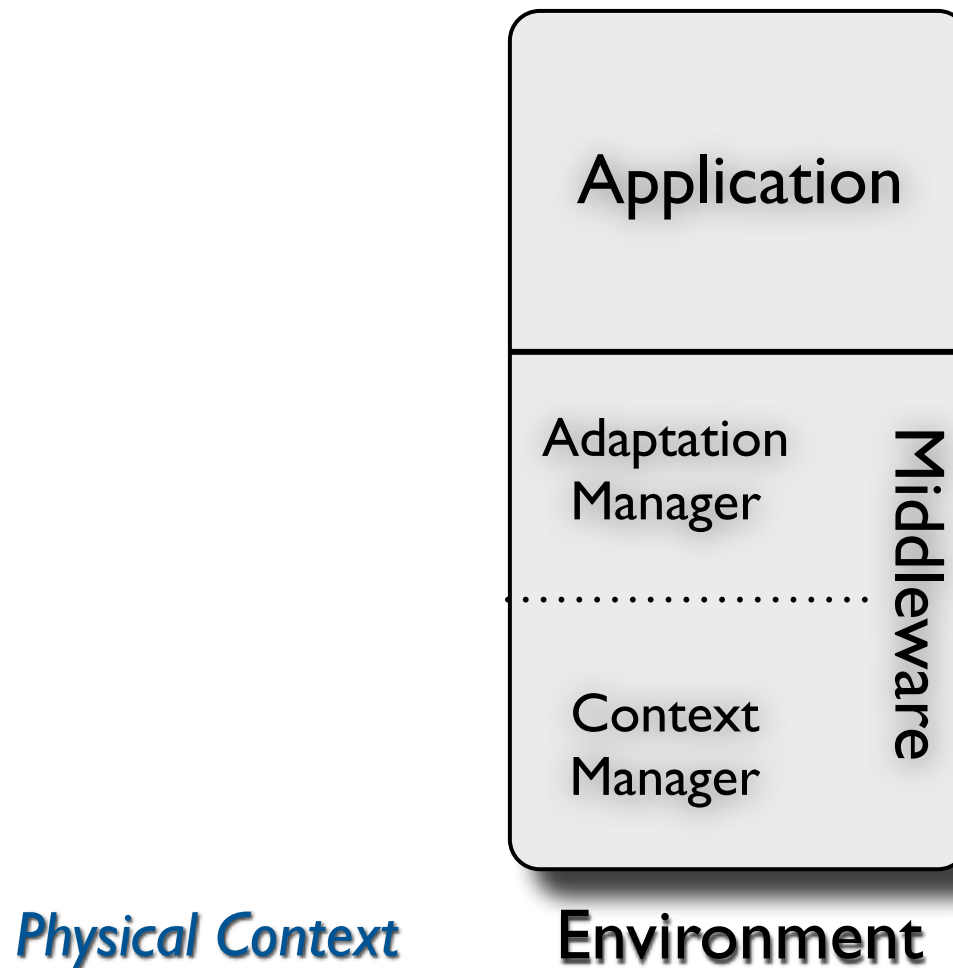 Application
Adaptation
Manager
Middleware
Context
Manager
Physical Context
Environment